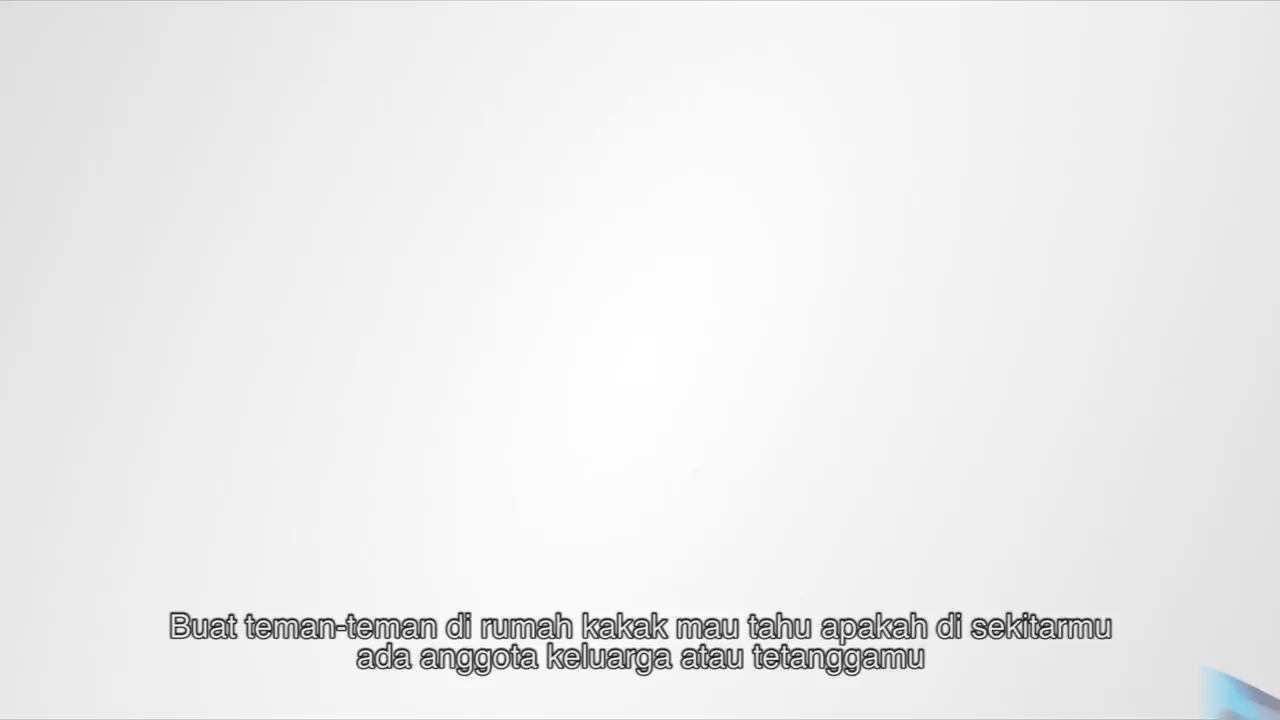 Buat teman-teman di rumah kakak mau tahu apakah di sekitarmu
ada anggota keluarga atau tetanggamu